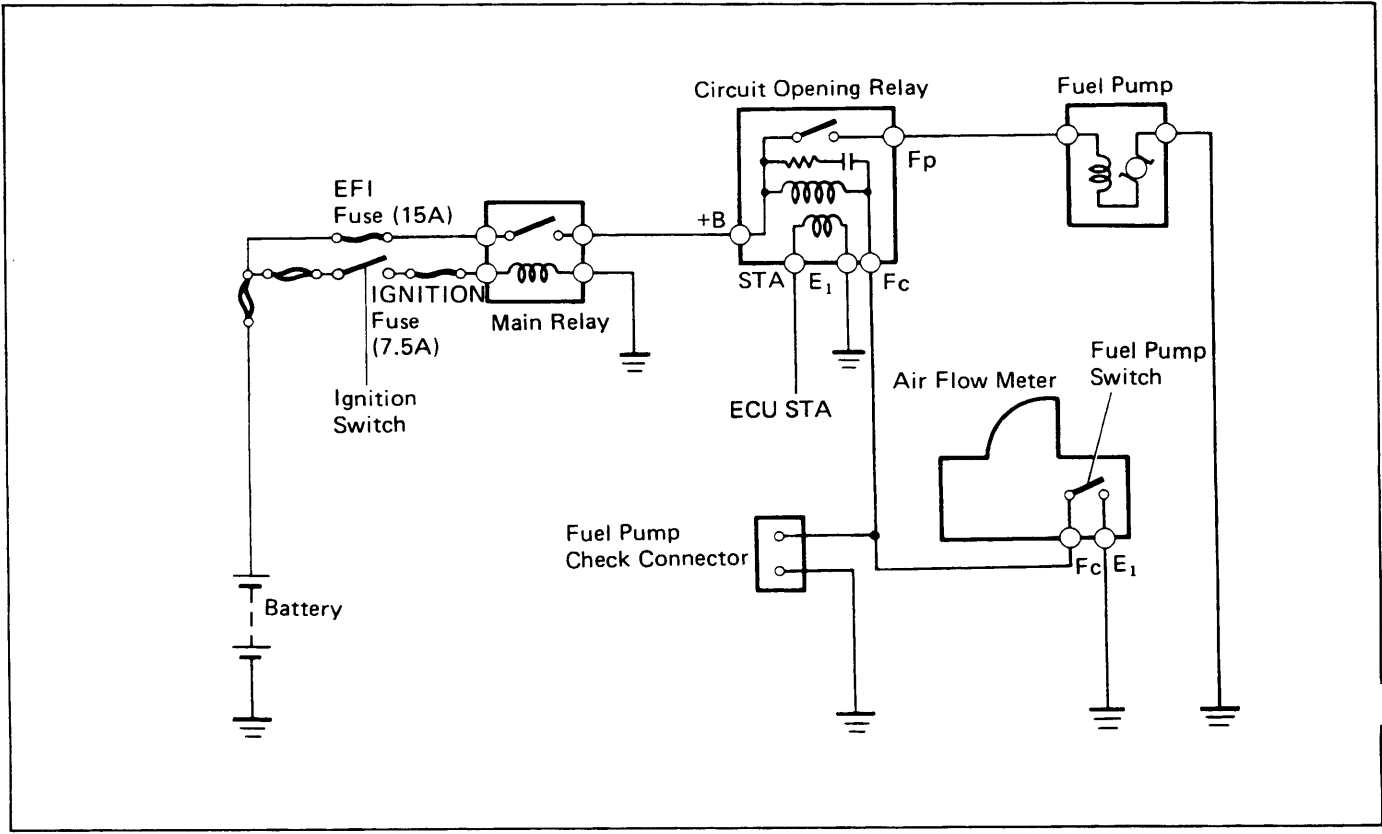 Circuit Opening Relay
Fuel Pump
Fp
EFI
Fuse (15A)
+B
STA
E1
Fc
IGNITION
Fuse
(7.5A)
Main Relay
Ignition
Switch
ECU STA
Air Flow Meter
Fuel Pump
Switch
Fuel Pump
Check Connector
Fc
E1
Battery